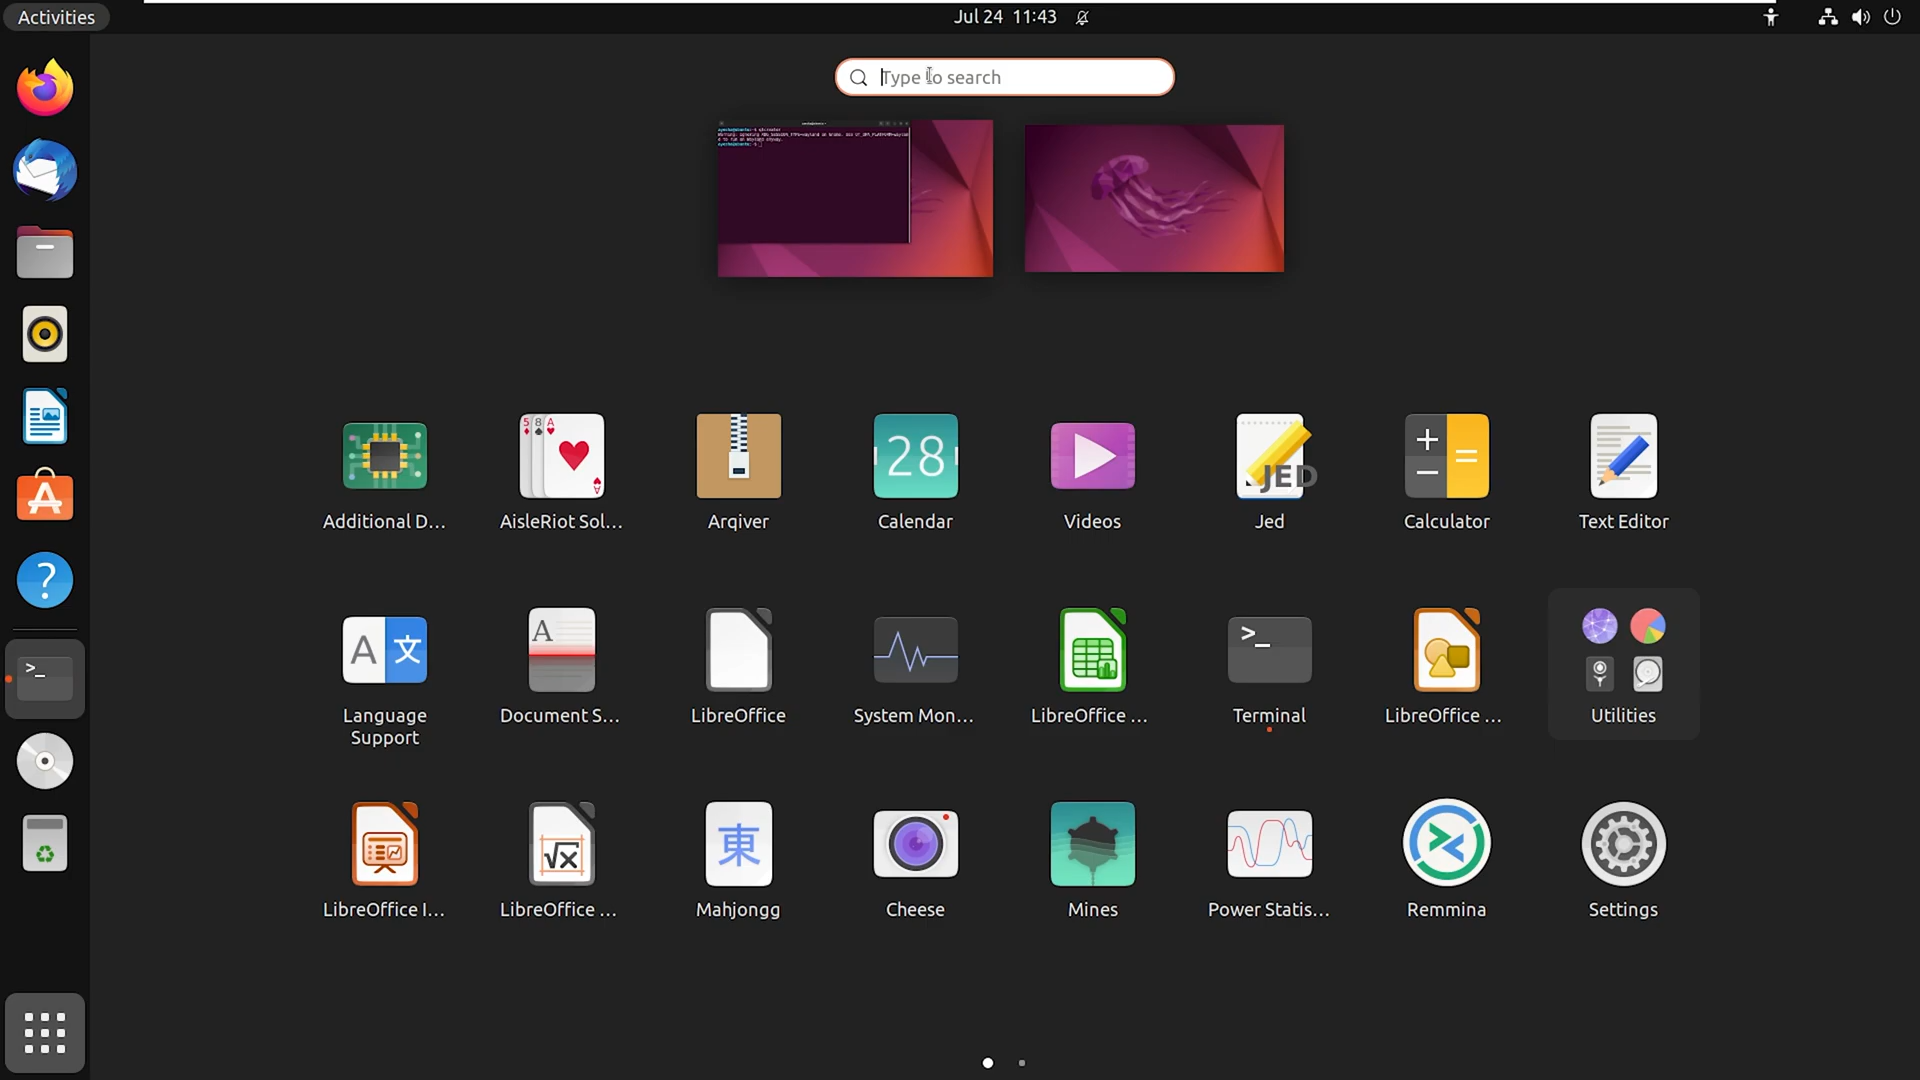 Activities
Jul 24 11:43
Type to search
Additional D...
AisleRiot Sol...
Arqiver
28
Calendar
Videos
JED
Jed
Calculator
Text Editor
A 文
Language
Support
A
Document S...
LibreOffice
System Mon...
LibreOffice ...
>_
Terminal
LibreOffice ...
Utilities
LibreOffice I...
√x
LibreOffice ...
東
Mahjongg
Cheese
Mines
Power Statis...
Remmina
Settings